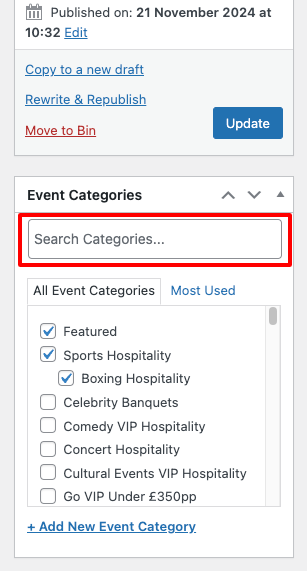 Published on: 21 November 2024 at
10:32 Edit
Copy to a new draft
Rewrite & Republish
Move to Bin
Update
Event Categories
Search Categories...
All Event Categories
Most Used
Featured
Sports Hospitality
Boxing Hospitality
Celebrity Banquets
Comedy VIP Hospitality
Concert Hospitality
Cultural Events VIP Hospitality
Go VIP Under £350pp
+ Add New Event Category